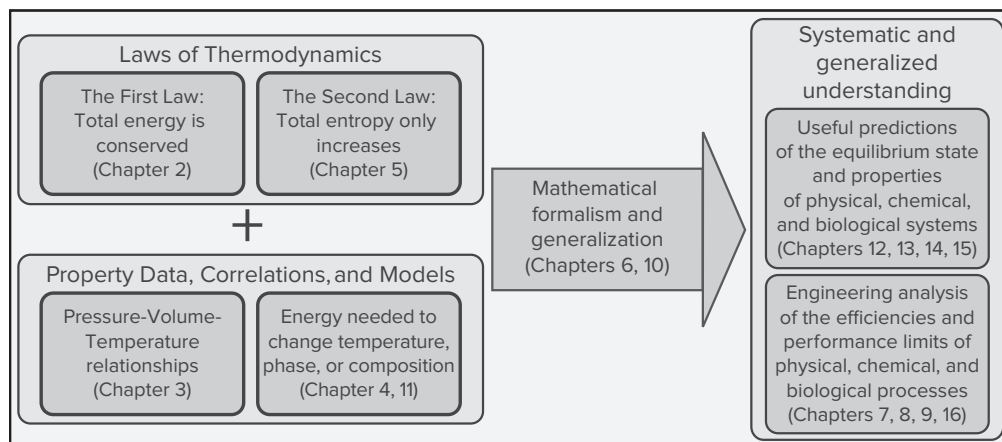 Laws of Thermodynamics
The First Law:
Total energy is
conserved
(Chapter 2)
The Second Law:
Total entropy only
increases
(Chapter 5)
+
Property Data, Correlations, and Models
Pressure-Volume-
Temperature
relationships
(Chapter 3)
Energy needed to
change temperature,
phase, or composition
(Chapter 4, 11)
Mathematical
formalism and
generalization
(Chapters 6, 10)
Systematic and
generalized
understanding
Useful predictions
of the equilibrium state
and properties
of physical, chemical,
and biological systems
(Chapters 12, 13, 14, 15)
Engineering analysis
of the efficiencies and
performance limits of
physical, chemical, and
biological processes
(Chapters 7, 8, 9, 16)